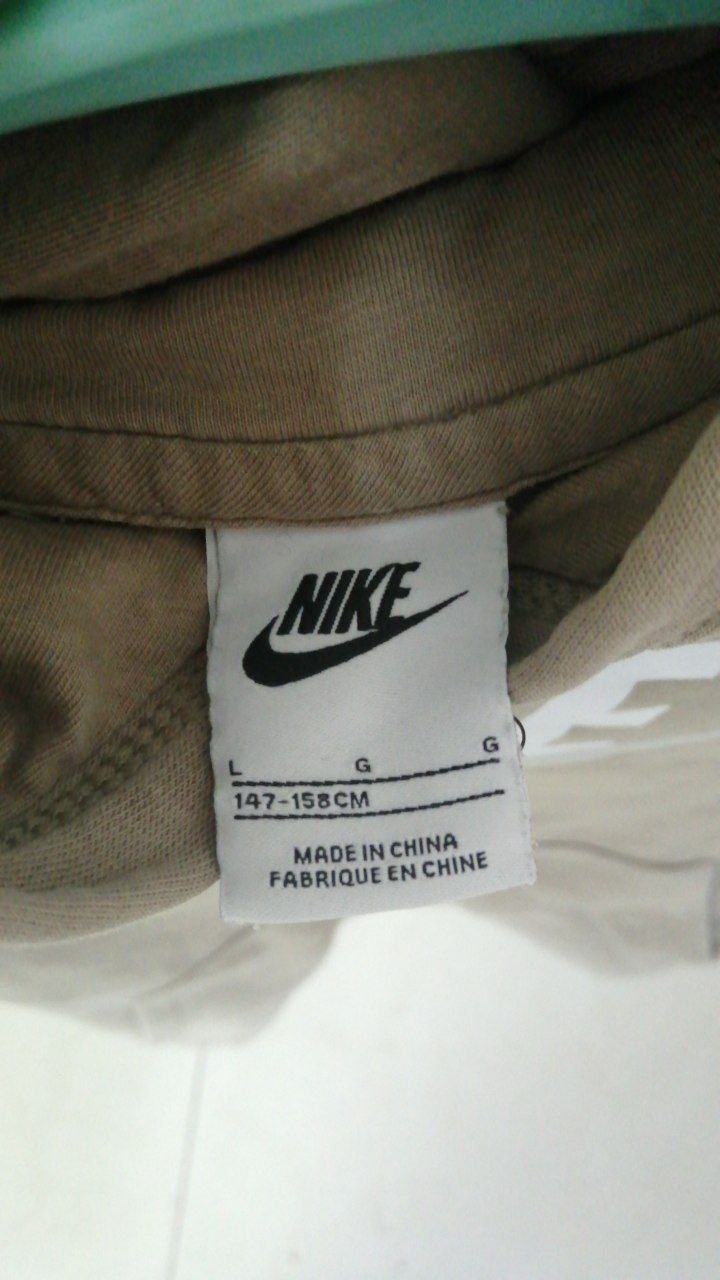 NIKE
L G G
147-158CM
MADE IN CHINA
FABRIQUE EN CHINE